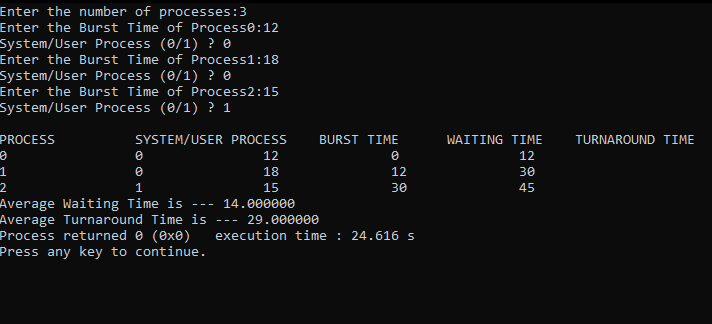 Enter the number of processes:3
Enter the Burst Time of Process0:12
System/User Process (0/1) ? 0
Enter the Burst Time of Process1:18
System/User Process (0/1) ? 0
Enter the Burst Time of Process2:15
System/User Process (0/1) ? 1
PROCESS SYSTEM/USER PROCESS BURST TIME WAITING TIME TURNAROUND TIME
0 0 12 0 12
1 0 18 12 30
2 1 15 30 45
Average Waiting Time is --- 14.000000
Average Turnaround Time is --- 29.000000
Process returned 0 (0x0) execution time : 24.616 s
Press any key to continue.